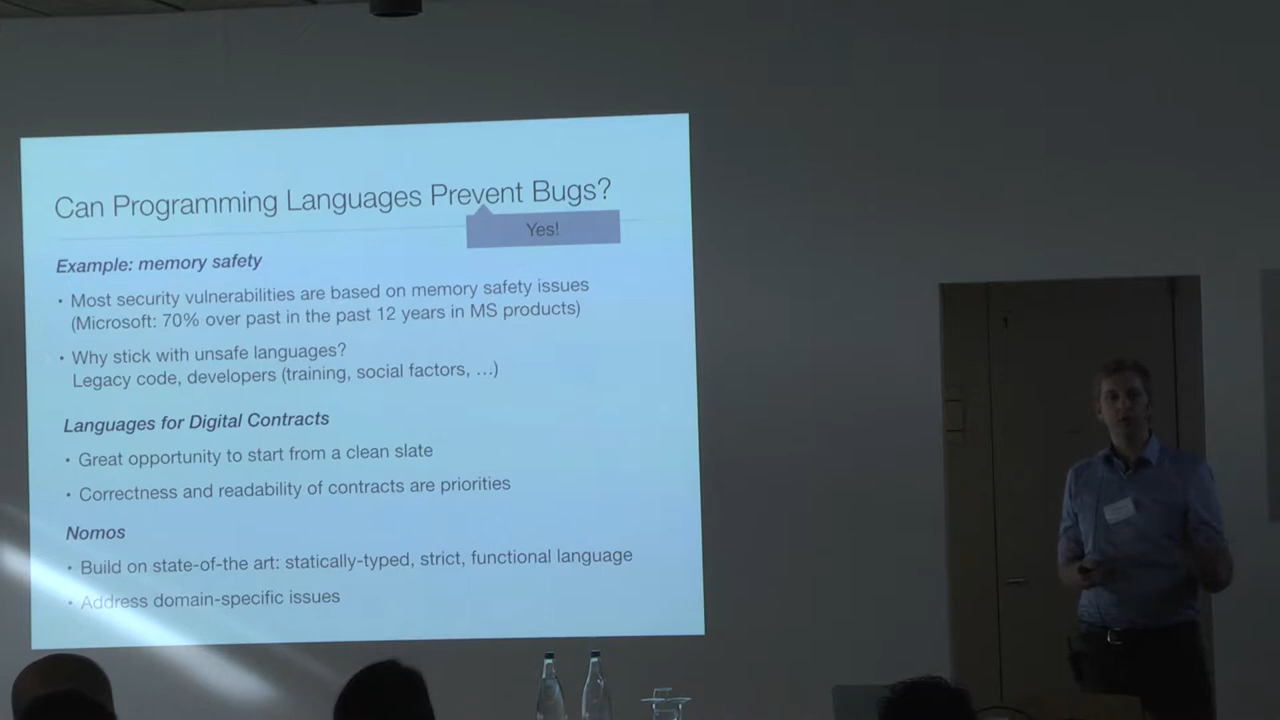 Can Programming Languages Prevent Bugs?
Yes!
Example: memory safety
• Most security vulnerabilities are based on memory safety issues
(Microsoft: 70% over past in the past 12 years in MS products)
• Why stick with unsafe languages?
Legacy code, developers (training, social factors, …)
Languages for Digital Contracts
• Great opportunity to start from a clean slate
• Correctness and readability of contracts are priorities
Nomos
• Build on state-of-the art: statically-typed, strict, functional language
• Address domain-specific issues